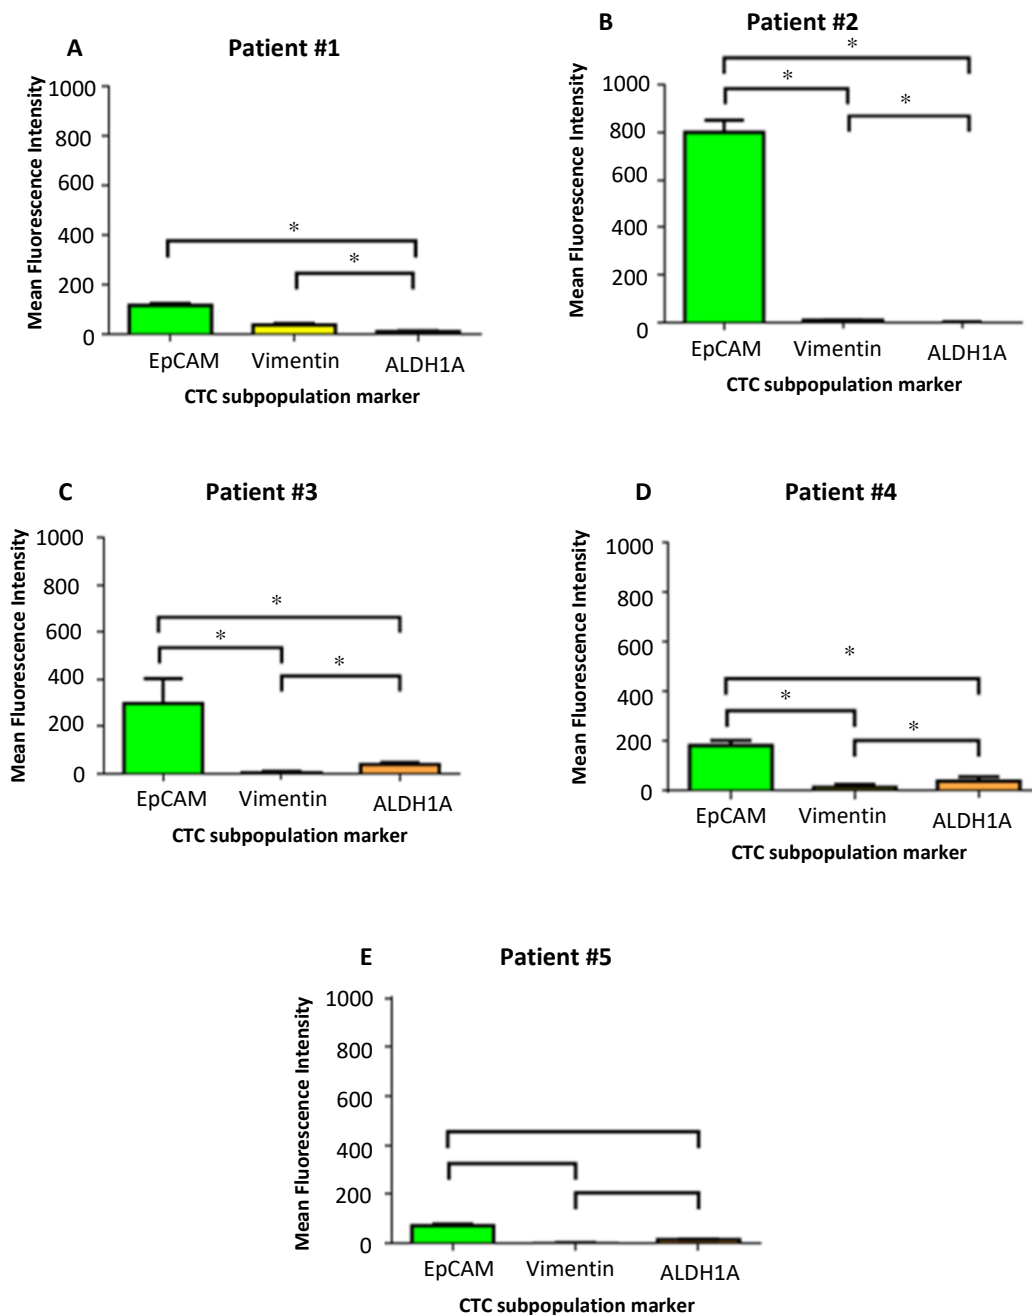 A Patient #1
Mean Fluorescence Intensity
1000
800
600
400
200
0
*
*
EpCAM Vimentin ALDH1A
CTC subpopulation marker
B Patient #2
Mean Fluorescence Intensity
1000
800
600
400
200
0
*
*
*
EpCAM Vimentin ALDH1A
CTC subpopulation marker
C Patient #3
Mean Fluorescence Intensity
1000
800
600
400
200
0
*
*
*
EpCAM Vimentin ALDH1A
CTC subpopulation marker
D Patient #4
Mean Fluorescence Intensity
1000
800
600
400
200
0
*
*
*
EpCAM Vimentin ALDH1A
CTC subpopulation marker
E Patient #5
Mean Fluorescence Intensity
1000
800
600
400
200
0
EpCAM Vimentin ALDH1A
CTC subpopulation marker